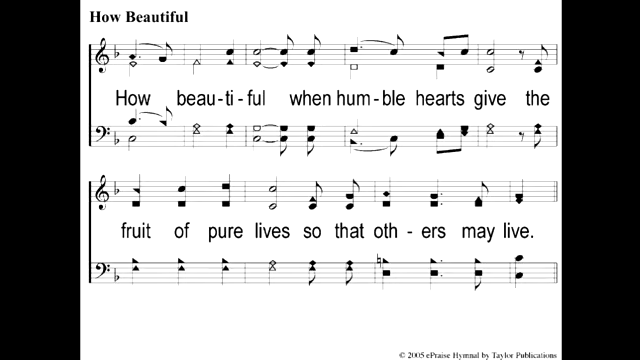 How Beautiful
How beau-ti-ful when hum-ble hearts give the
fruit of pure lives so that oth-ers may live.
© 2005 ePraise Hymnal by Taylor Publications